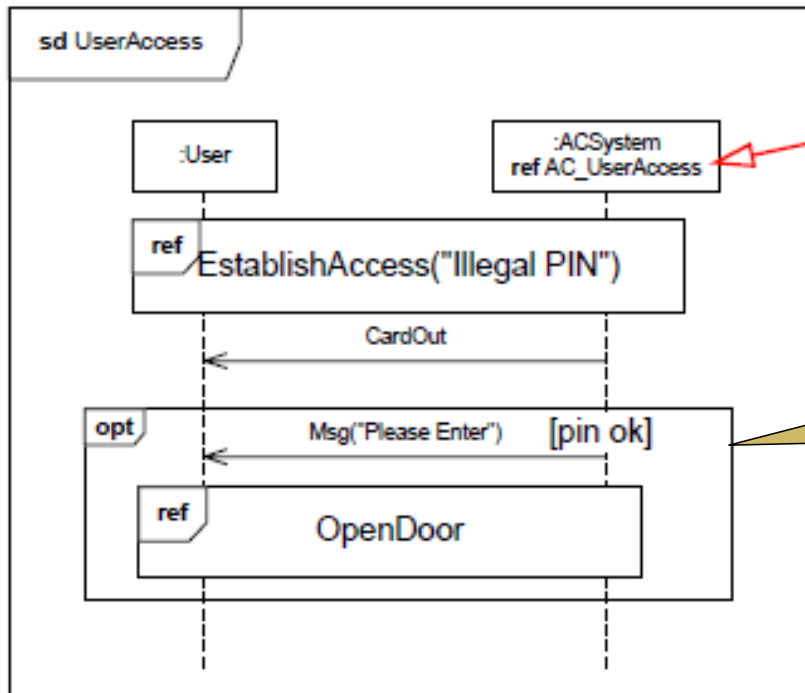 sd UserAccess
:User
:ACSystem
ref AC_UserAccess
ref
EstablishAccess("Illegal PIN")
CardOut
opt
Msg("Please Enter")
[pin ok]
ref
OpenDoor